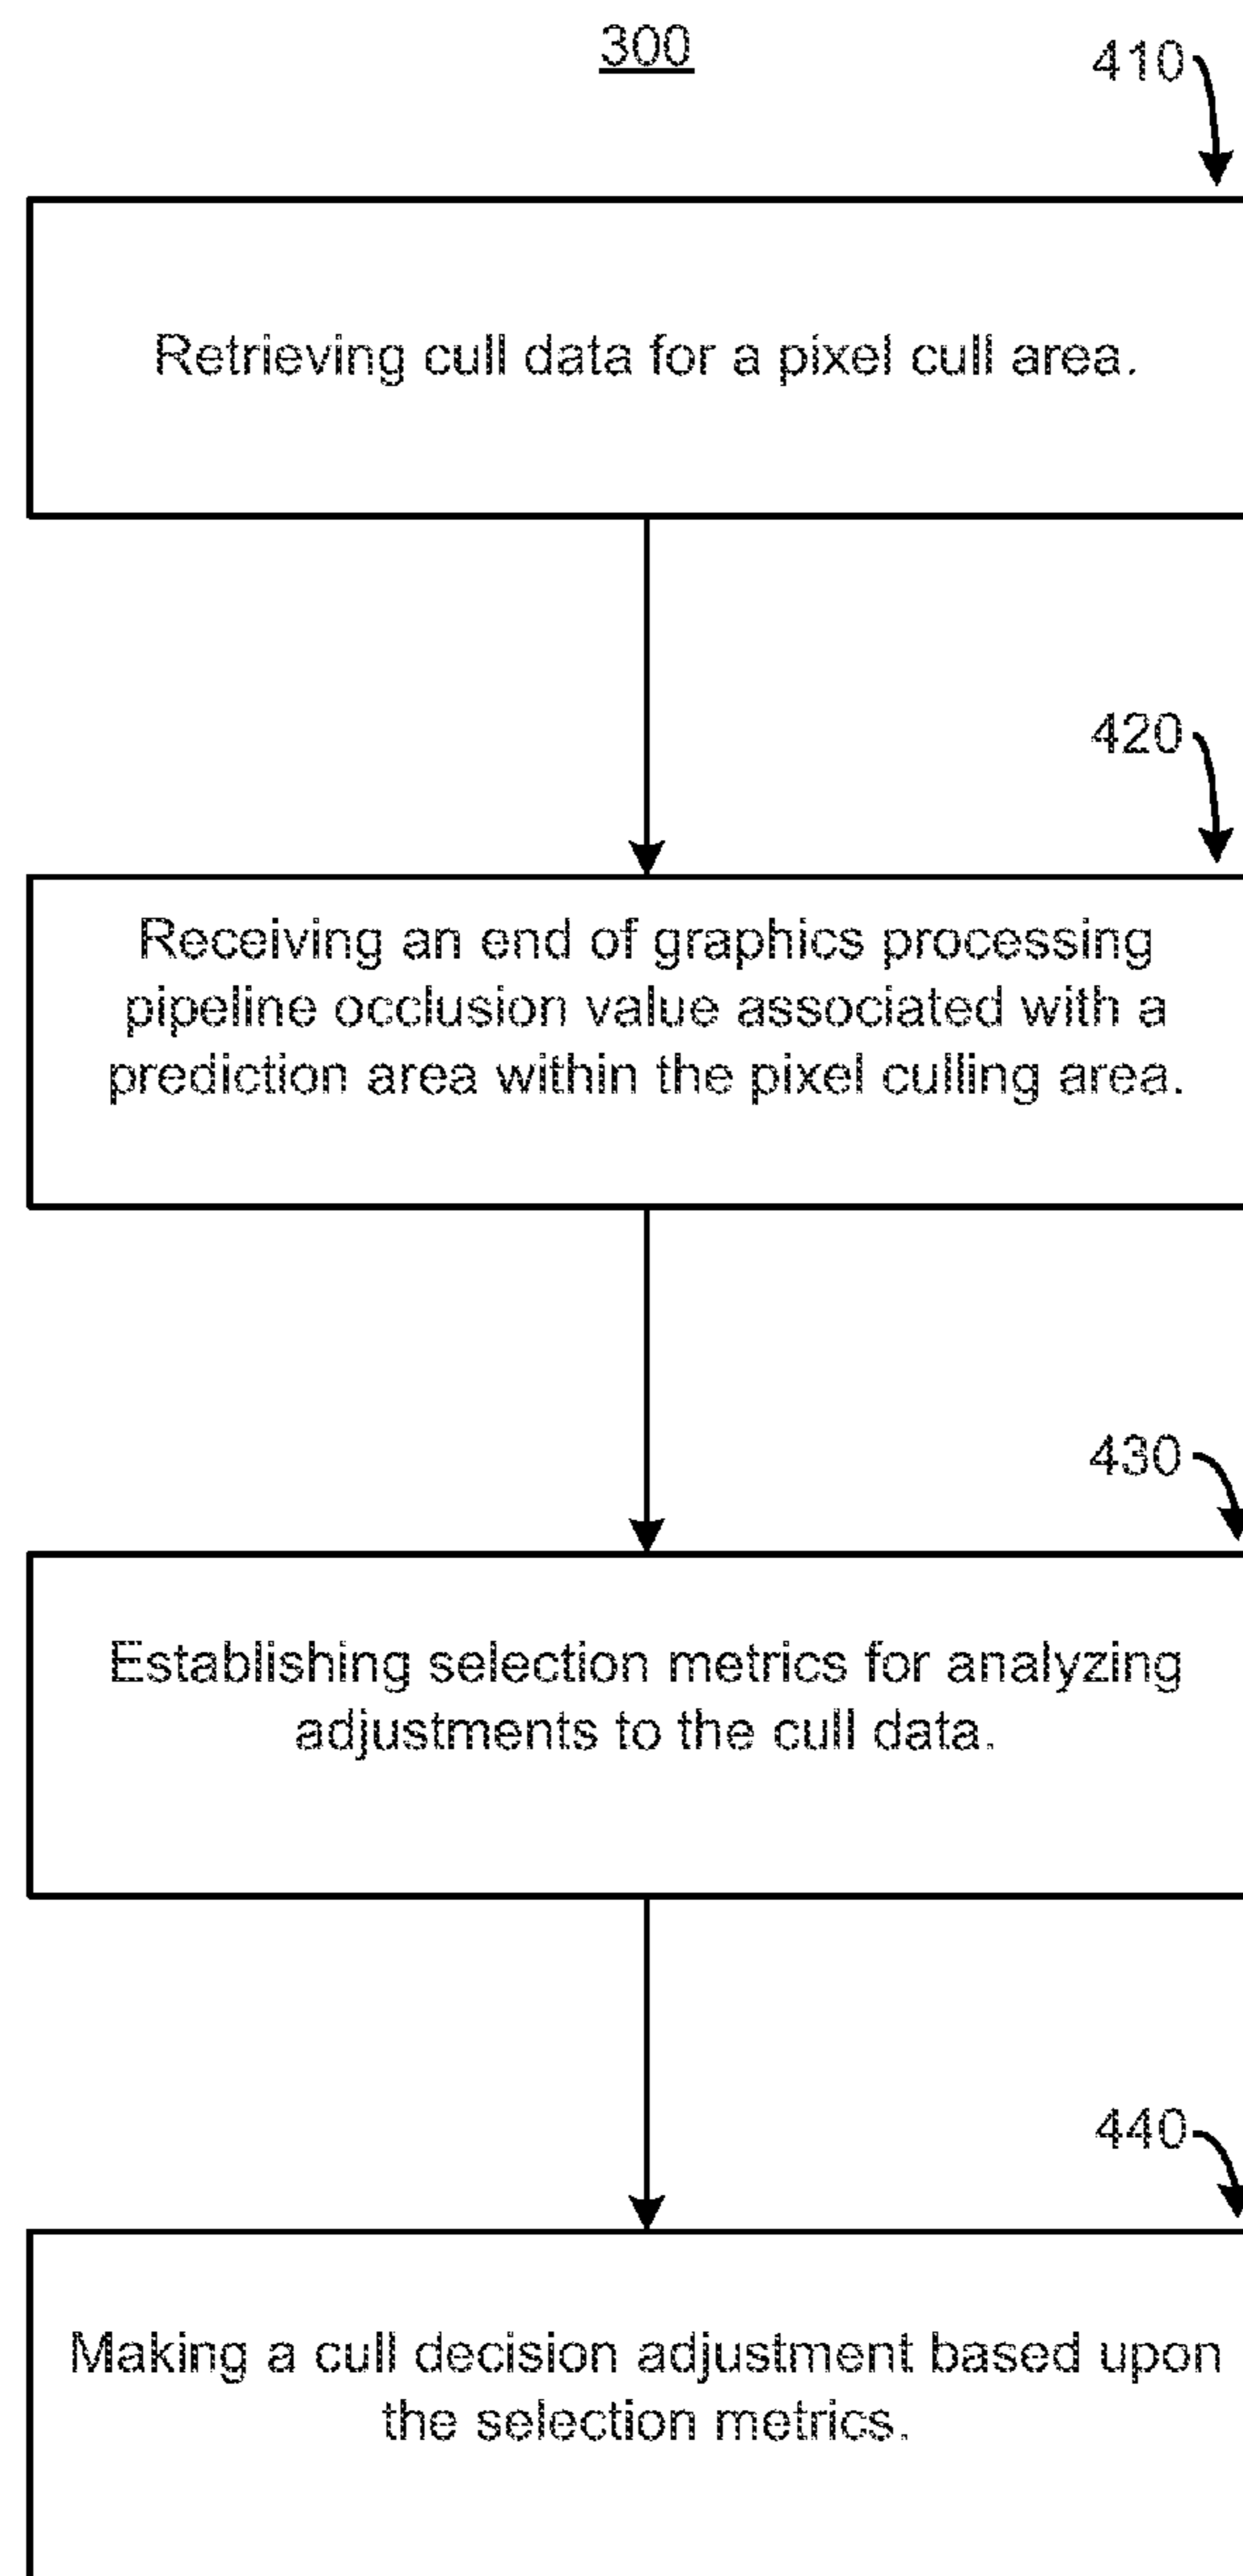 300
410
Retrieving cull data for a pixel cull area.
420
Receiving an end of graphics processing
pipeline occlusion value associated with a
prediction area within the pixel culling area.
430
Establishing selection metrics for analyzing
adjustments to the cull data.
440
Making a cull decision adjustment based upon
the selection metrics.